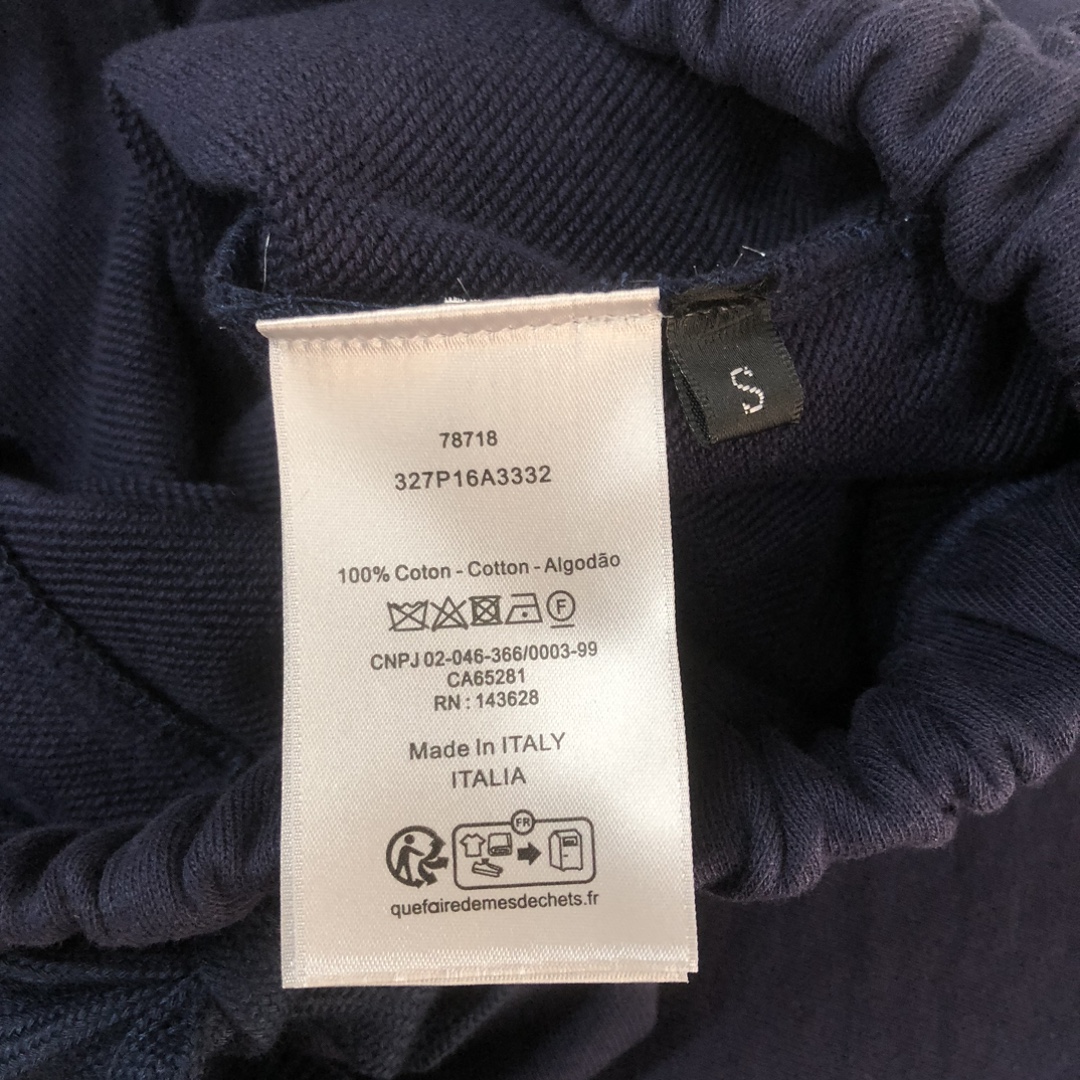 S
78718
327P16A3332
100% Coton - Cotton - Algodão
F
CNPJ 02-046-366/0003-99
CA65281
RN : 143628
Made In ITALY
ITALIA
FR
quefairedemesdechets.fr